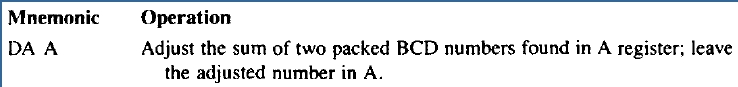 Mnemonic Operation
DA A Adjust the sum of two packed BCD numbers found in A register; leave
the adjusted number in A.